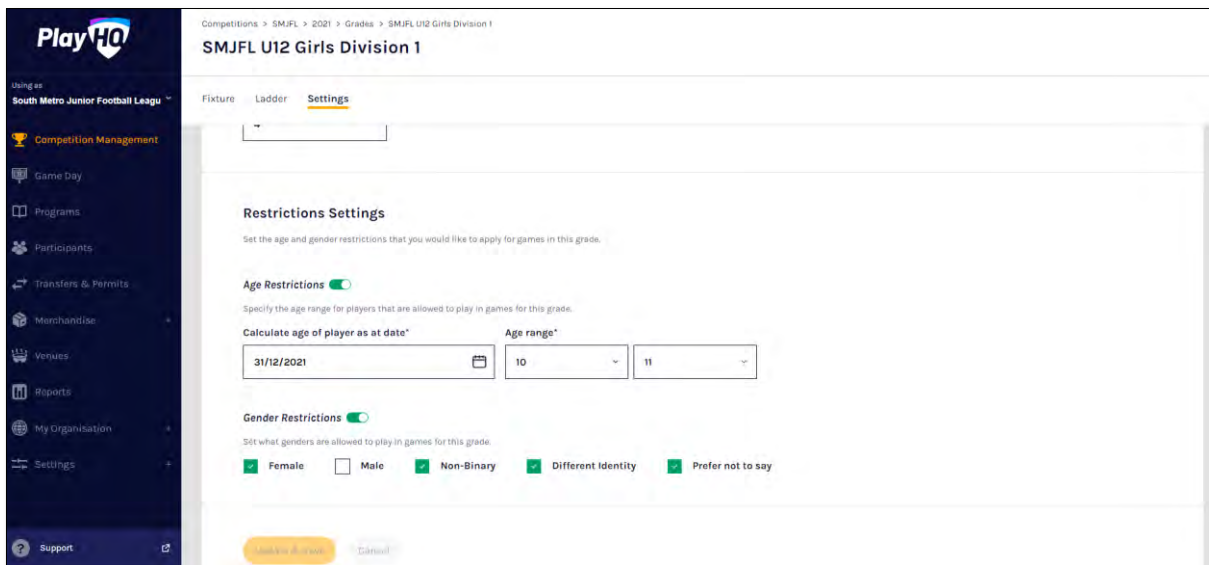 PlayHQ
Competitions > SMJFL > 2021 > Grades > SMJFL U12 Girls Division 1
SMJFL U12 Girls Division 1
Using as
South Metro Junior Football Leagu
Fixture Ladder Settings
Competition Management
Game Day
Programs
Participants
Transfers & Permits
Merchandise +
Venues
Reports
My Organisation +
Settings +
? Support
Restrictions Settings
Set the age and gender restrictions that you would like to apply for games in this grade.
Age Restrictions
Specify the age range for players that are allowed to play in games for this grade.
Calculate age of player as at date* Age range*
31/12/2021 10 11
Gender Restrictions
Set what genders are allowed to play in games for this grade.
Female Male Non-Binary Different Identity Prefer not to say
Cancel